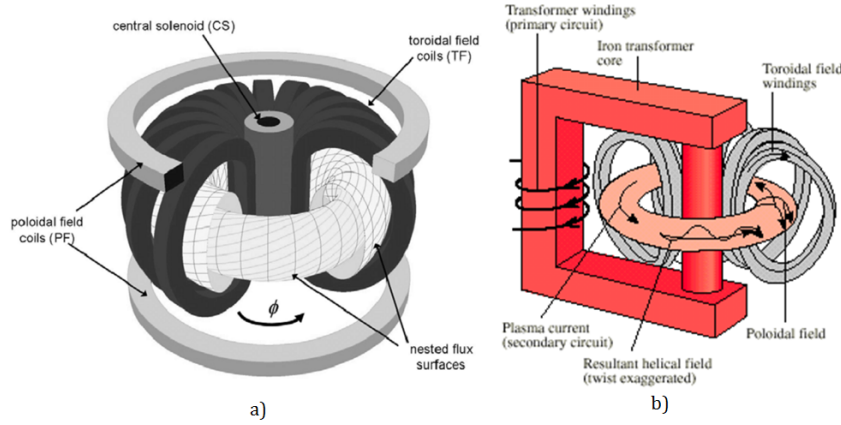 central solenoid (CS)
toroidal field
coils (TF)
poloidal field
coils (PF)
ϕ
nested flux
surfaces
a)
Transformer windings
(primary circuit)
Iron transformer
core
Toroidal field
windings
Plasma current
(secondary circuit)
Poloidal field
Resultant helical field
(twist exaggerated)
b)